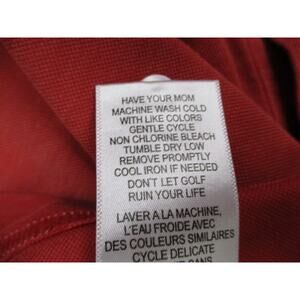 HAVE YOUR MOM
MACHINE WASH COLD
WITH LIKE COLORS
GENTLE CYCLE
NON CHLORINE BLEACH
TUMBLE DRY LOW
REMOVE PROMPTLY
COOL IRON IF NEEDED
DON'T LET GOLF
RUIN YOUR LIFE
LAVER A LA MACHINE,
L'EAU FROIDE AVEC
DES COULEURS SIMILAIRES
CYCLE DELICATE
SANS